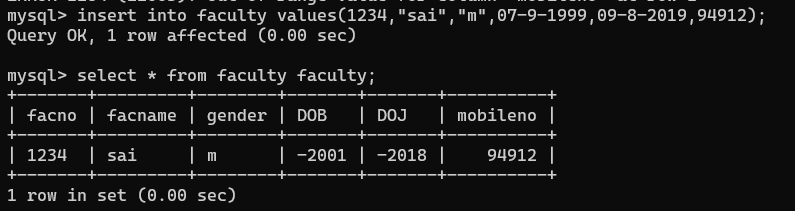 mysql> insert into faculty values(1234,"sai","m",07-9-1999,09-8-2019,94912);
Query OK, 1 row affected (0.00 sec)
mysql> select * from faculty faculty;
+-------+---------+--------+-------+-------+----------+
| facno | facname | gender | DOB   | DOJ   | mobileno |
+-------+---------+--------+-------+-------+----------+
| 1234  | sai     | m      | -2001 | -2018 |    94912 |
+-------+---------+--------+-------+-------+----------+
1 row in set (0.00 sec)